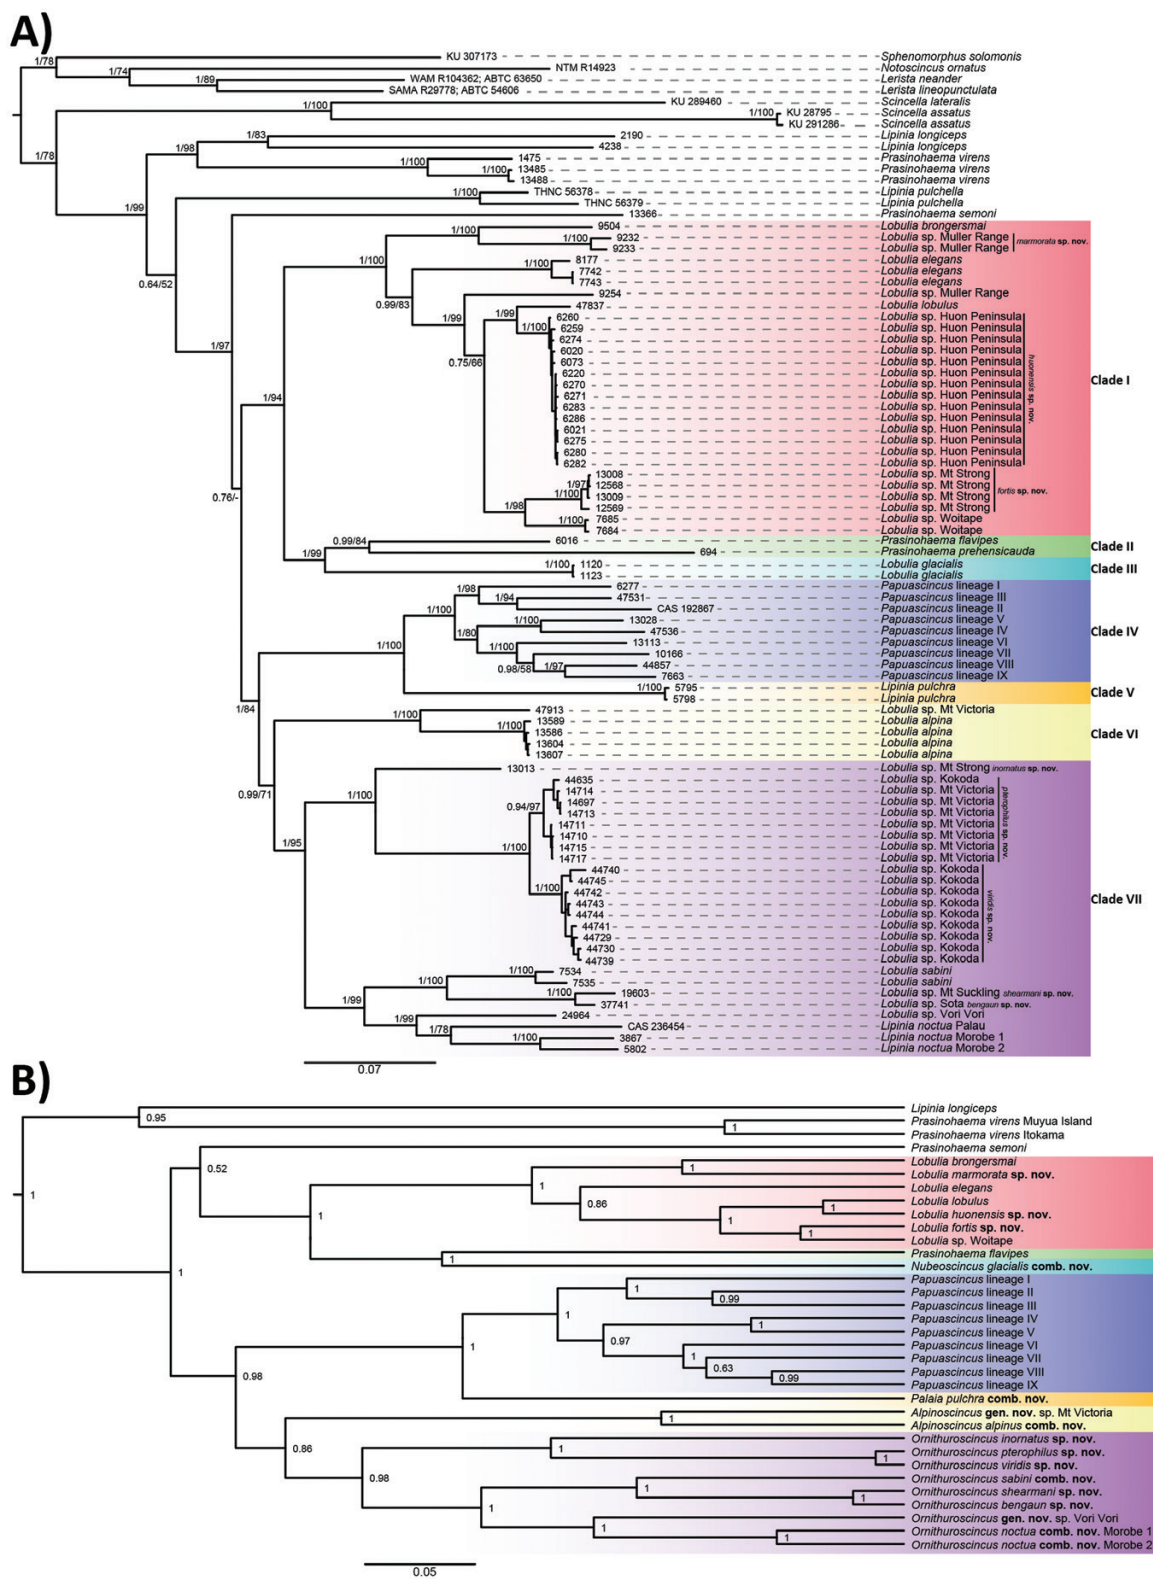 A)
1/78 KU 307173 Sphenomorphus solomonis
NTM R14923 Notoscincus ornatus
1/74 WAM R104362; ABTC 63650 Lerista neander
1/89 SAMA R29778; ABTC 54606 Lerista lineopunctulata
1/100 KU 289460 Scincella lateralis
1/100 KU 28795 Scincella assatus
KU 291286 Scincella assatus
1/83 2190 Lipinia longiceps
1/98 4238 Lipinia longiceps
1/78 1475 Prasinohaema virens
1/100 1/100 13485 Prasinohaema virens
13488 Prasinohaema virens
1/100 THNC 56378 Lipinia pulchella
1/99 THNC 56379 Lipinia pulchella
13366 Prasinohaema semoni
9504 Lobulia brongersmai
1/100 9232 Lobulia sp. Muller Range marmorata sp. nov.
1/100 9233 Lobulia sp. Muller Range
1/100 8177 Lobulia elegans
1/100 7742 Lobulia elegans
0.64/52 7743 Lobulia elegans
0.99/83 9254 Lobulia sp. Muller Range
47837 Lobulia lobulus
1/99 1/99 6260 Lobulia sp. Huon Peninsula
1/100 6259 Lobulia sp. Huon Peninsula
6274 Lobulia sp. Huon Peninsula
1/97 6020 Lobulia sp. Huon Peninsula
0.75/66 6073 Lobulia sp. Huon Peninsula
6220 Lobulia sp. Huon Peninsula
6270 Lobulia sp. Huon Peninsula
huonensis sp. nov.
Clade I
6271 Lobulia sp. Huon Peninsula
1/94 6283 Lobulia sp. Huon Peninsula
6286 Lobulia sp. Huon Peninsula
6021 Lobulia sp. Huon Peninsula
6275 Lobulia sp. Huon Peninsula
6280 Lobulia sp. Huon Peninsula
6282 Lobulia sp. Huon Peninsula
13008 Lobulia sp. Mt Strong
1/97 12568 Lobulia sp. Mt Strong
fortis sp. nov.
0.76/- 1/100 13009 Lobulia sp. Mt Strong
1/98 12569 Lobulia sp. Mt Strong
7685 Lobulia sp. Woitape
1/100 7684 Lobulia sp. Woitape
0.99/84 6016 Prasinohaema flavipes
Clade II
1/99 694 Prasinohaema prehensicauda
1/100 1120 Lobulia glacialis
Clade III
1123 Lobulia glacialis
1/98 6277 Papuascincus lineage I
1/94 47531 Papuascincus lineage III
1/100 CAS 192867 Papuascincus lineage II
1/100 13028 Papuascincus lineage V
1/80 47536 Papuascincus lineage IV
Clade IV
1/100 13113 Papuascincus lineage VI
1/100 10166 Papuascincus lineage VII
0.98/58 1/97 44857 Papuascincus lineage VIII
7663 Papuascincus lineage IX
1/100 5795 Lipinia pulchra
Clade V
5798 Lipinia pulchra
1/84 47913 Lobulia sp. Mt Victoria
1/100 13589 Lobulia alpina
1/100 13586 Lobulia alpina
Clade VI
13604 Lobulia alpina
13607 Lobulia alpina
13013 Lobulia sp. Mt Strong inornatus sp. nov.
0.99/71 44635 Lobulia sp. Kokoda
1/100 14714 Lobulia sp. Mt Victoria
14697 Lobulia sp. Mt Victoria
0.94/97 14713 Lobulia sp. Mt Victoria
pterophilus sp. nov.
14711 Lobulia sp. Mt Victoria
14710 Lobulia sp. Mt Victoria
1/95 14715 Lobulia sp. Mt Victoria
1/100 14717 Lobulia sp. Mt Victoria
44740 Lobulia sp. Kokoda
44745 Lobulia sp. Kokoda
1/100 44742 Lobulia sp. Kokoda
44743 Lobulia sp. Kokoda
Clade VII
44744 Lobulia sp. Kokoda
viridis sp. nov.
44741 Lobulia sp. Kokoda
44729 Lobulia sp. Kokoda
44730 Lobulia sp. Kokoda
44739 Lobulia sp. Kokoda
1/100 7534 Lobulia sabini
1/100 7535 Lobulia sabini
1/99 1/100 19603 Lobulia sp. Mt Suckling shearmani sp. nov.
37741 Lobulia sp. Sota bengaun sp. nov.
1/99 24964 Lobulia sp. Vori Vori
1/78 CAS 236454 Lipinia noctua Palau
1/100 3867 Lipinia noctua Morobe 1
5802 Lipinia noctua Morobe 2
0.07
B)
Lipinia longiceps
0.95 Prasinohaema virens Muyua Island
1 Prasinohaema virens Itokama
Prasinohaema semoni
0.52 Lobulia brongersmai
1 Lobulia marmorata sp. nov.
1 Lobulia elegans
1 0.86 Lobulia lobulus
1 Lobulia huonensis sp. nov.
1 1 Lobulia fortis sp. nov.
1 Lobulia sp. Woitape
Prasinohaema flavipes
1 Nubeoscincus glacialis comb. nov.
1 Papuascincus lineage I
1 Papuascincus lineage II
0.99 Papuascincus lineage III
1 Papuascincus lineage IV
1 Papuascincus lineage V
0.97 Papuascincus lineage VI
1 1 Papuascincus lineage VII
0.63 Papuascincus lineage VIII
0.98 0.99 Papuascincus lineage IX
Palaia pulchra comb. nov.
Alpinoscincus gen. nov. sp. Mt Victoria
1 Alpinoscincus alpinus comb. nov.
0.86 Ornithuroscincus inornatus sp. nov.
1 Ornithuroscincus pterophilus sp. nov.
1 Ornithuroscincus viridis sp. nov.
0.98 Ornithuroscincus sabini comb. nov.
1 Ornithuroscincus shearmani sp. nov.
1 1 Ornithuroscincus bengaun sp. nov.
1 Ornithuroscincus gen. nov. sp. Vori Vori
Ornithuroscincus noctua comb. nov. Morobe 1
1 Ornithuroscincus noctua comb. nov. Morobe 2
0.05